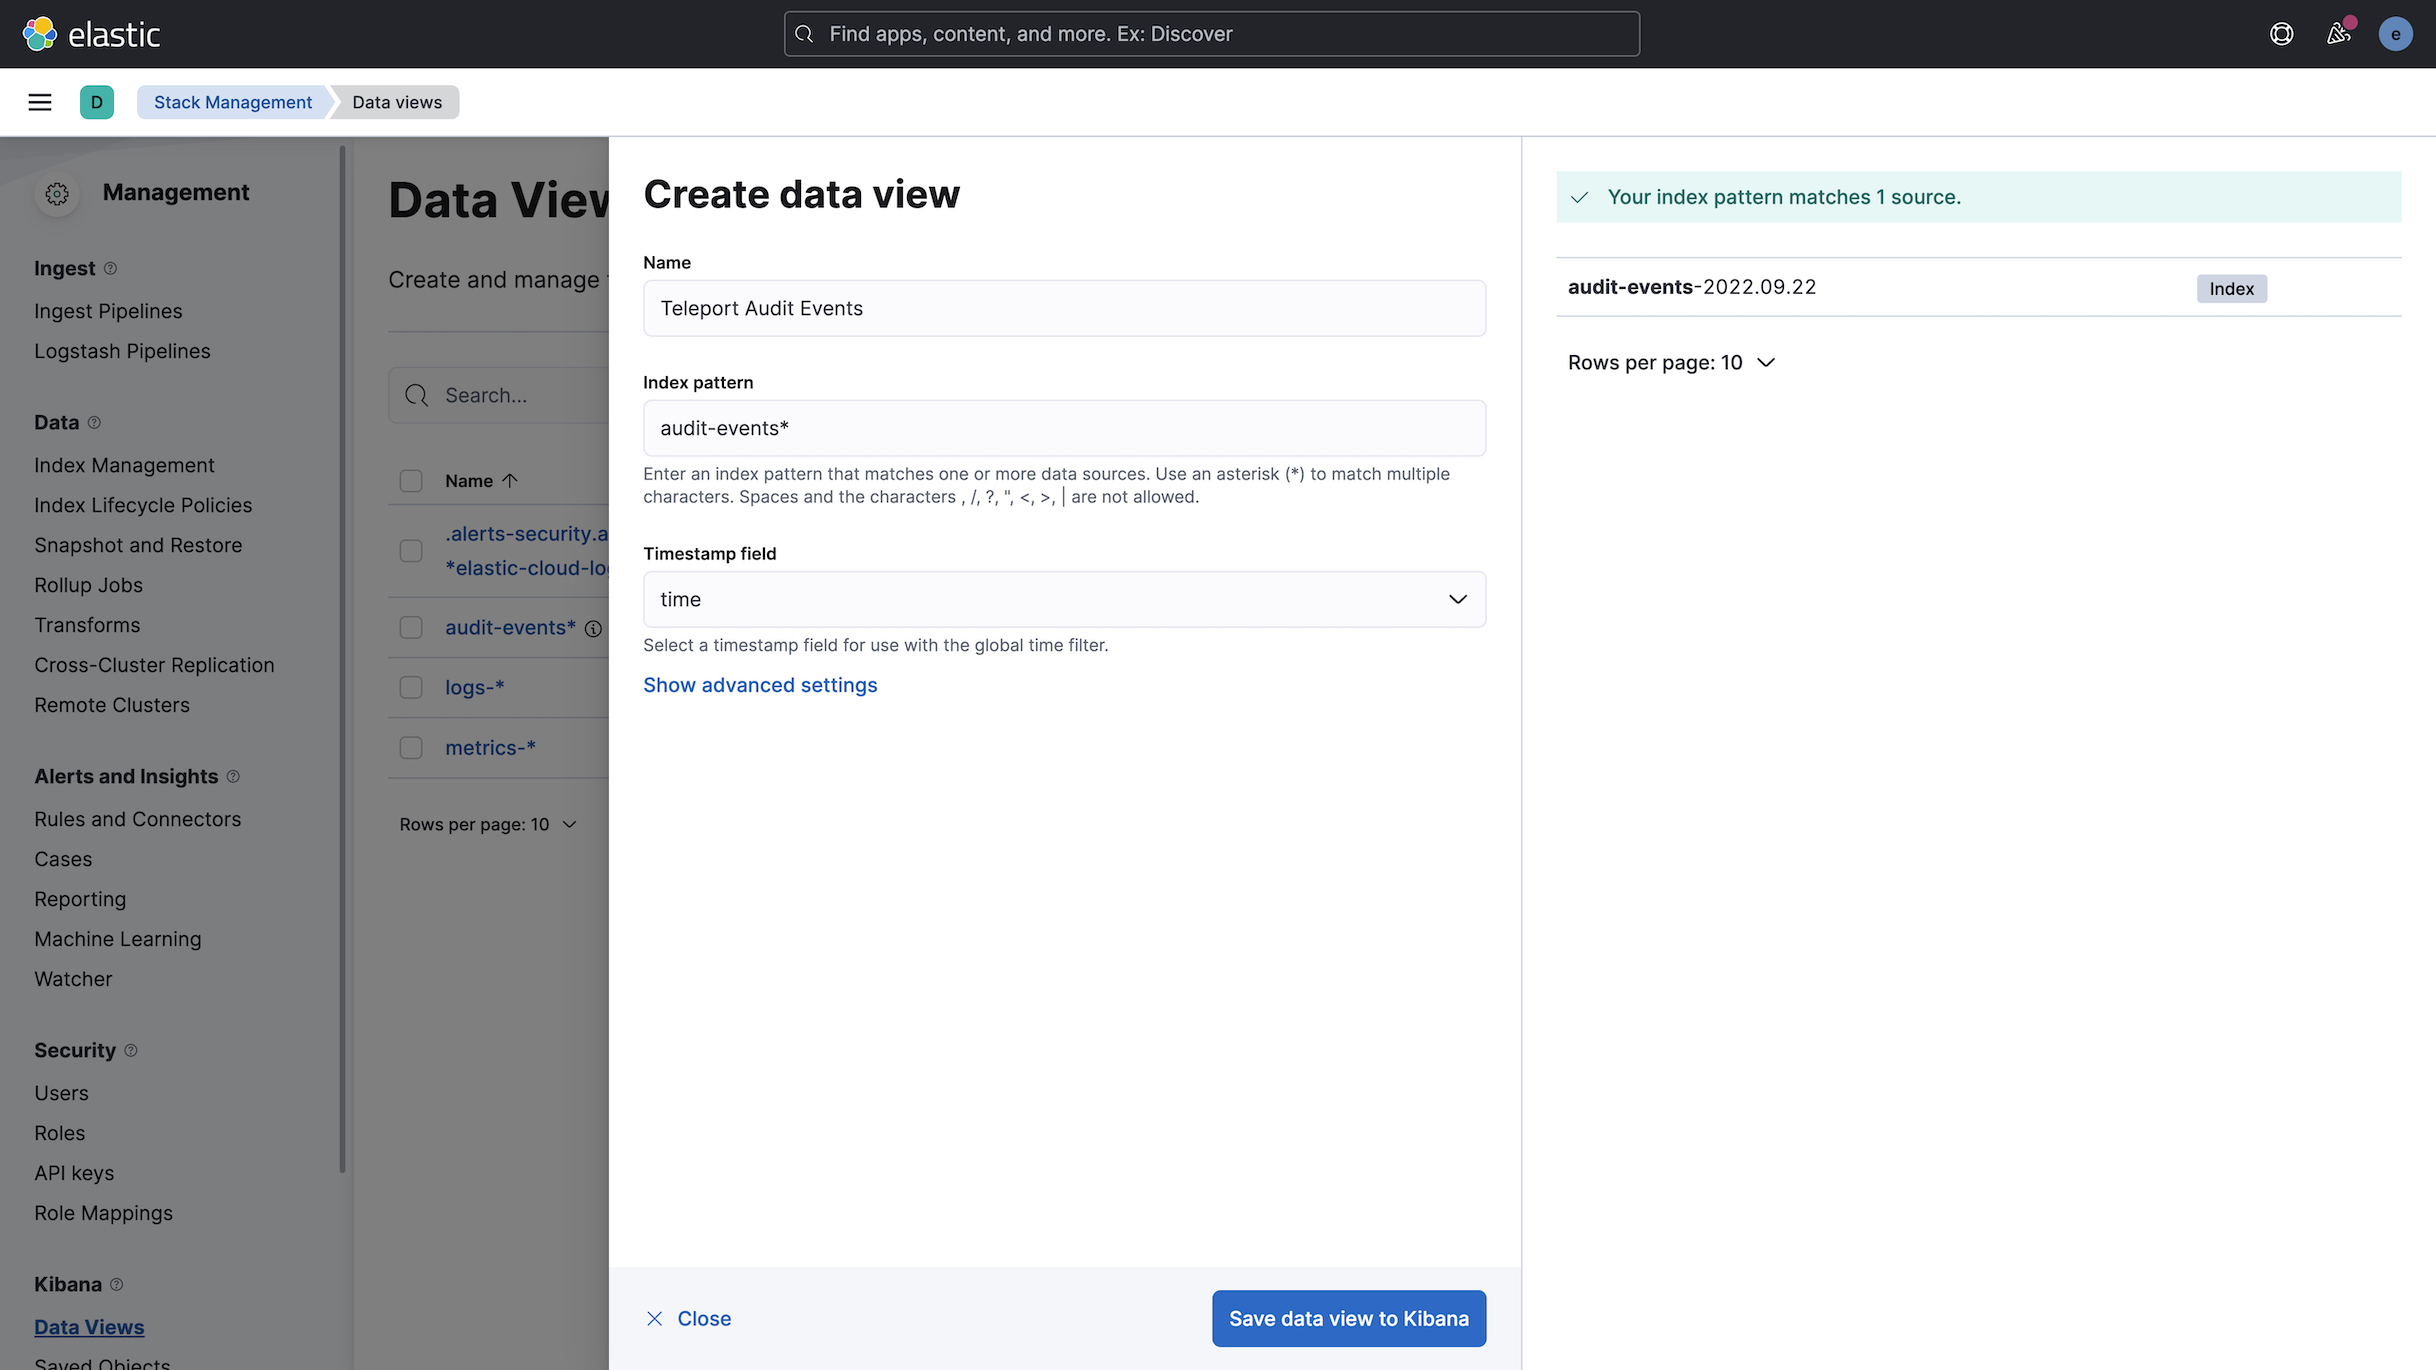 elastic
Find apps, content, and more. Ex: Discover
e
D
Stack Management
Data views
Management
Ingest
Ingest Pipelines
Logstash Pipelines
Data
Index Management
Index Lifecycle Policies
Snapshot and Restore
Rollup Jobs
Transforms
Cross-Cluster Replication
Remote Clusters
Alerts and Insights
Rules and Connectors
Cases
Reporting
Machine Learning
Watcher
Security
Users
Roles
API keys
Role Mappings
Kibana
Data Views
Saved Objects
Data View
Create and manage
Search...
Name
.alerts-security.a
*elastic-cloud-lo
audit-events*
logs-*
metrics-*
Rows per page: 10
Create data view
Name
Teleport Audit Events
Index pattern
audit-events*
Enter an index pattern that matches one or more data sources. Use an asterisk (*) to match multiple
characters. Spaces and the characters , /, ?, ", <, >, | are not allowed.
Timestamp field
time
Select a timestamp field for use with the global time filter.
Show advanced settings
Close
Save data view to Kibana
Your index pattern matches 1 source.
audit-events-2022.09.22
Index
Rows per page: 10